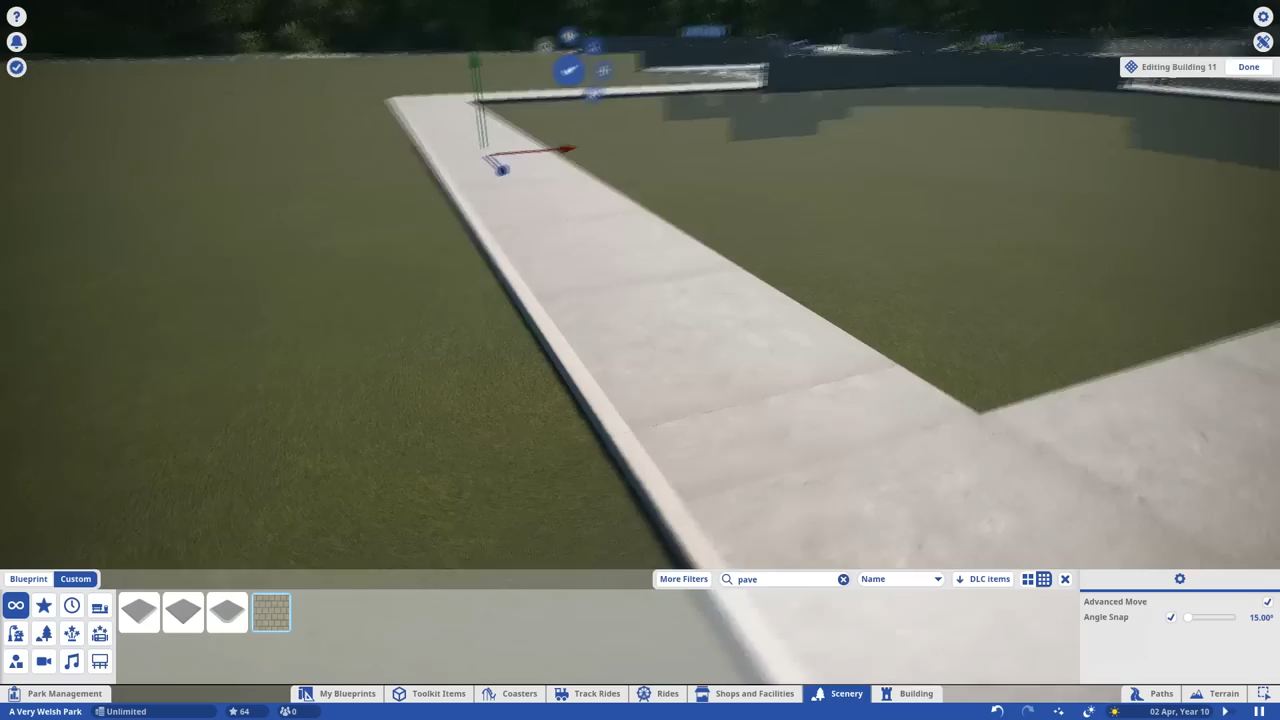 Editing Building 11 Done
Blueprint Custom More Filters pave Name DLC items
Advanced Move
Angle Snap 15.00°
Park Management My Blueprints Toolkit Items Coasters Track Rides Rides Shops and Facilities Scenery Building Paths Terrain
A Very Welsh Park Unlimited 64 0 02 Apr, Year 10